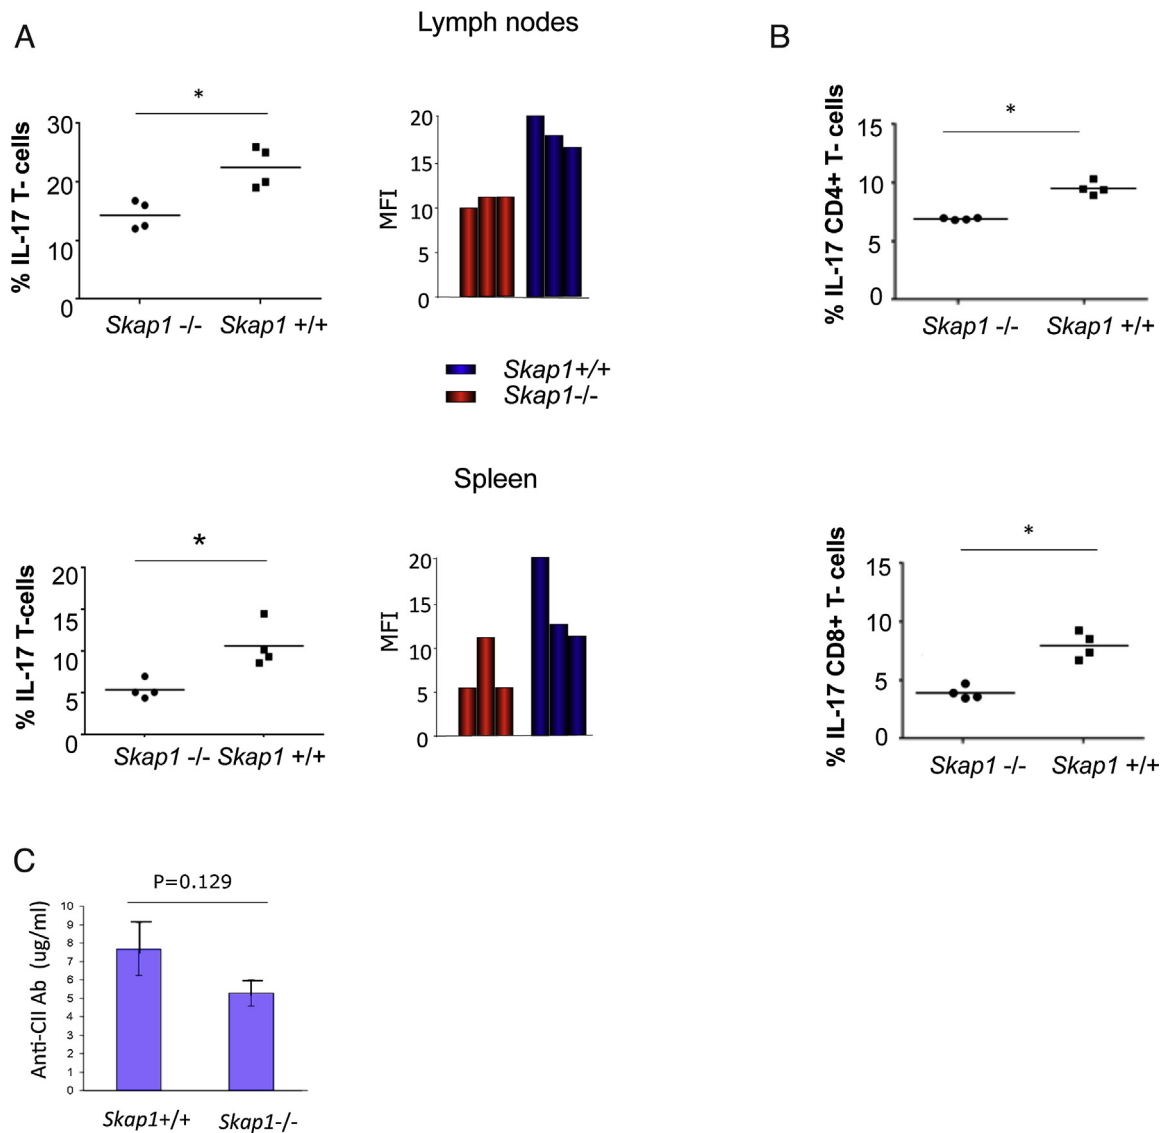 A
Lymph nodes
B
*
% IL-17 T- cells
30
20
10
0
Skap1 -/-
Skap1 +/+
MFI
20
15
10
5
0
Skap1+/+
Skap1-/-
*
% IL-17 CD4+ T- cells
15
10
5
0
Skap1 -/-
Skap1 +/+
Spleen
*
% IL-17 T-cells
20
15
10
5
0
Skap1 -/-
Skap1 +/+
MFI
20
15
10
5
0
*
% IL-17 CD8+ T- cells
15
10
5
0
Skap1 -/-
Skap1 +/+
C
P=0.129
Anti-CII Ab (ug/ml)
10
9
8
7
6
5
4
3
2
1
0
Skap1+/+
Skap1-/-